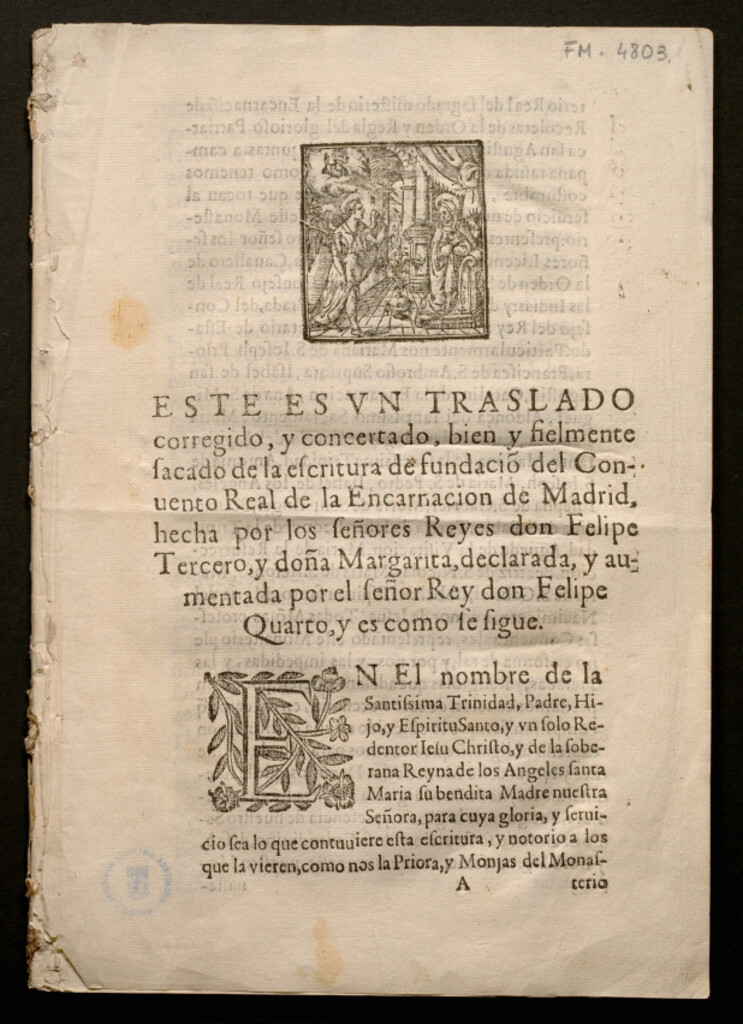 FM. 4803.
ESTE ES VN TRASLADO
corregido, y concertado, bien y fielmente
ſacado de la eſcritura de fundaciõ del Con-
uento Real de la Encarnacion de Madrid,
hecha por los ſeñores Reyes don Felipe
Tercero, y doña Margarita, declarada, y au-
mentada por el ſeñor Rey don Felipe
Quarto, y es como ſe ſigue.
EN El nombre de la
Santiſsima Trinidad, Padre, Hi-
jo, y EſpirituSanto, y vn ſolo Re-
dentor Ieſu Chriſto, y de la ſobe-
rana Reyna de los Angeles ſanta
Maria ſu bendita Madre nueſtra
Señora, para cuya gloria, y ſerui-
cio ſea lo que contuuiere eſta eſcritura, y notorio a los
que la vieren, como nos la Priora, y Monjas del Monaſ-
A terio